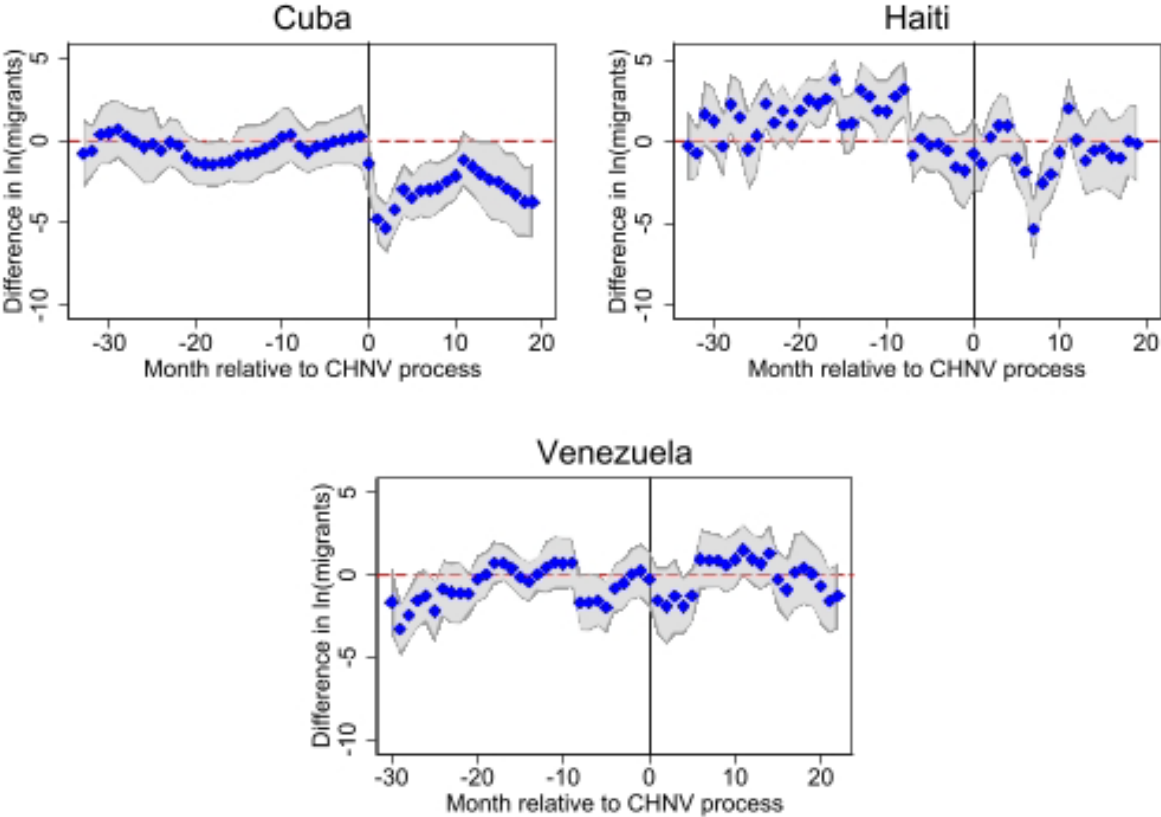 Cuba
Difference in ln(migrants)
5
0
-5
-10
-30 -20 -10 0 10 20
Month relative to CHNV process
Haiti
Difference in ln(migrants)
5
0
-5
-10
-30 -20 -10 0 10 20
Month relative to CHNV process
Venezuela
Difference in ln(migrants)
5
0
-5
-10
-30 -20 -10 0 10 20
Month relative to CHNV process